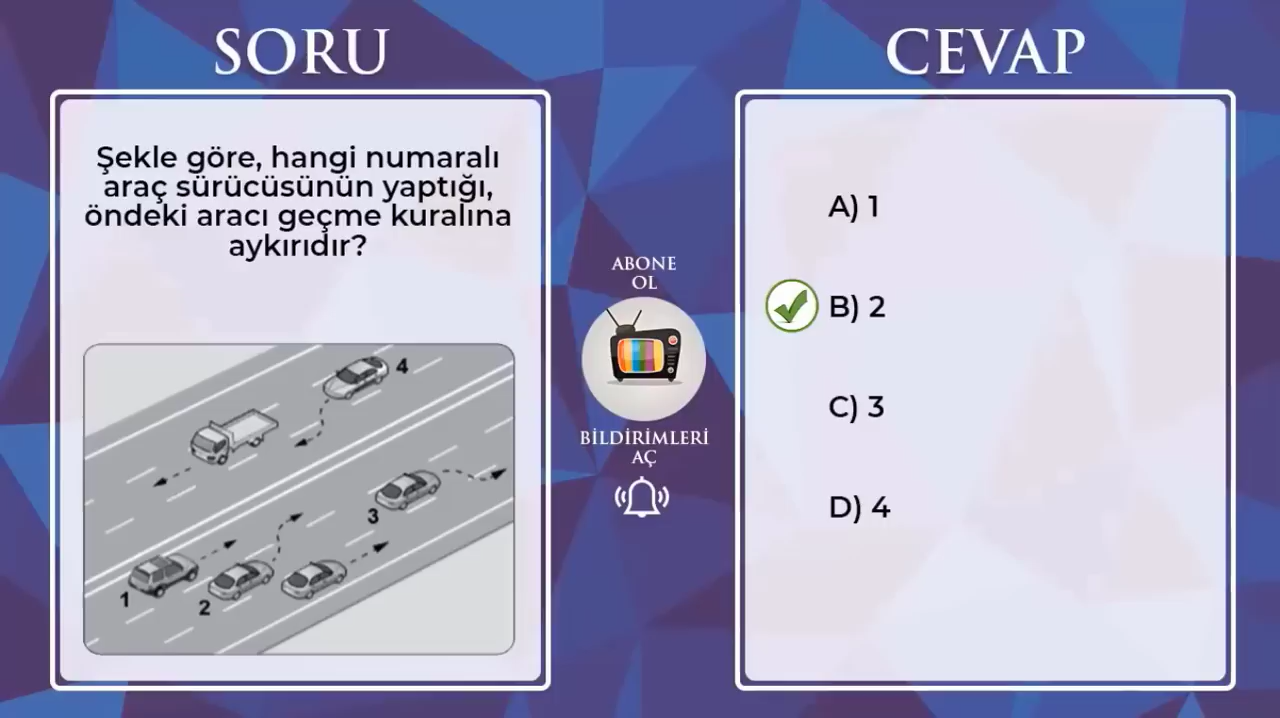 SORU
Şekle göre, hangi numaralı
araç sürücüsünün yaptığı,
öndeki aracı geçme kuralına
aykırıdır?
4
3
1
2
ABONE
OL
BİLDİRİMLERİ
AÇ
CEVAP
A) 1
B) 2
C) 3
D) 4